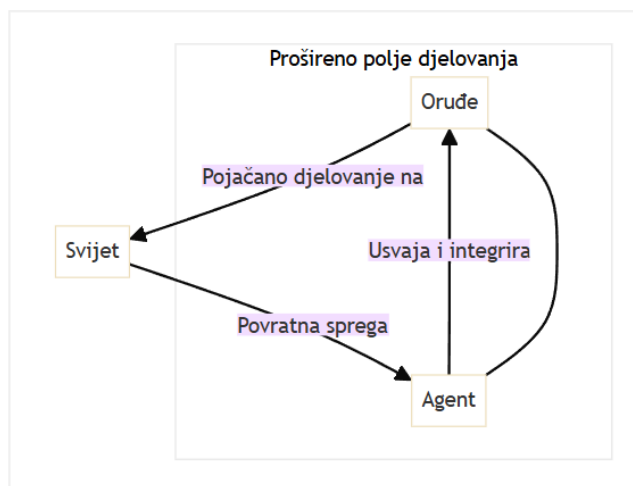 Prošireno polje djelovanja
Oruđe
Pojačano djelovanje na
Svijet
Usvaja i integrira
Povratna sprega
Agent